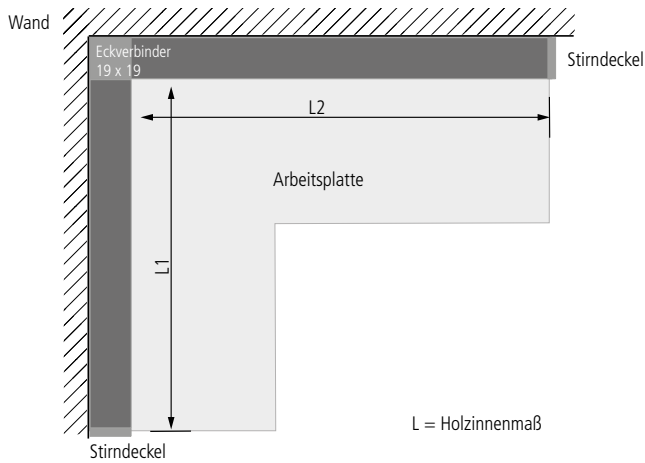 Wand
Eckverbinder
19 x 19
Stirndeckel
L2
Arbeitsplatte
L1
L = Holzinnenmaß
Stirndeckel